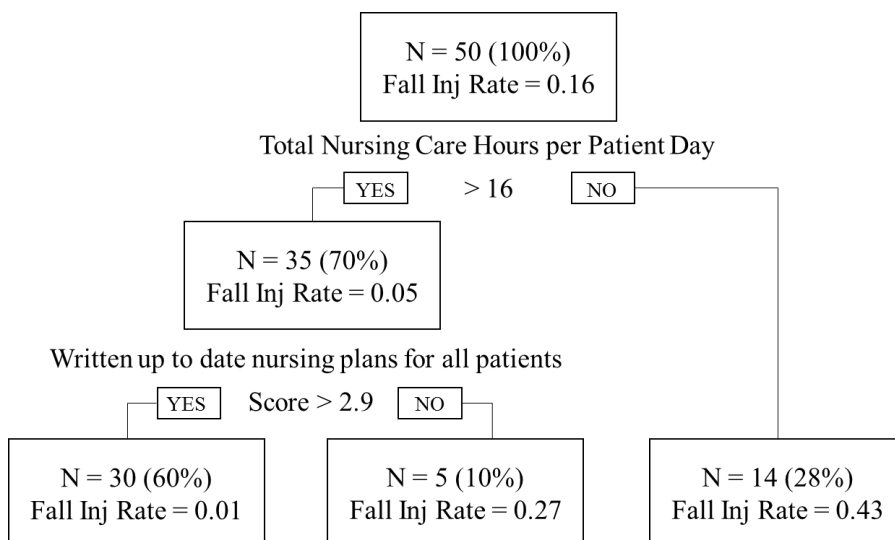 N = 50 (100%)
Fall Inj Rate = 0.16
Total Nursing Care Hours per Patient Day
YES > 16 NO
N = 35 (70%)
Fall Inj Rate = 0.05
Written up to date nursing plans for all patients
YES Score > 2.9 NO
N = 30 (60%)
Fall Inj Rate = 0.01
N = 5 (10%)
Fall Inj Rate = 0.27
N = 14 (28%)
Fall Inj Rate = 0.43